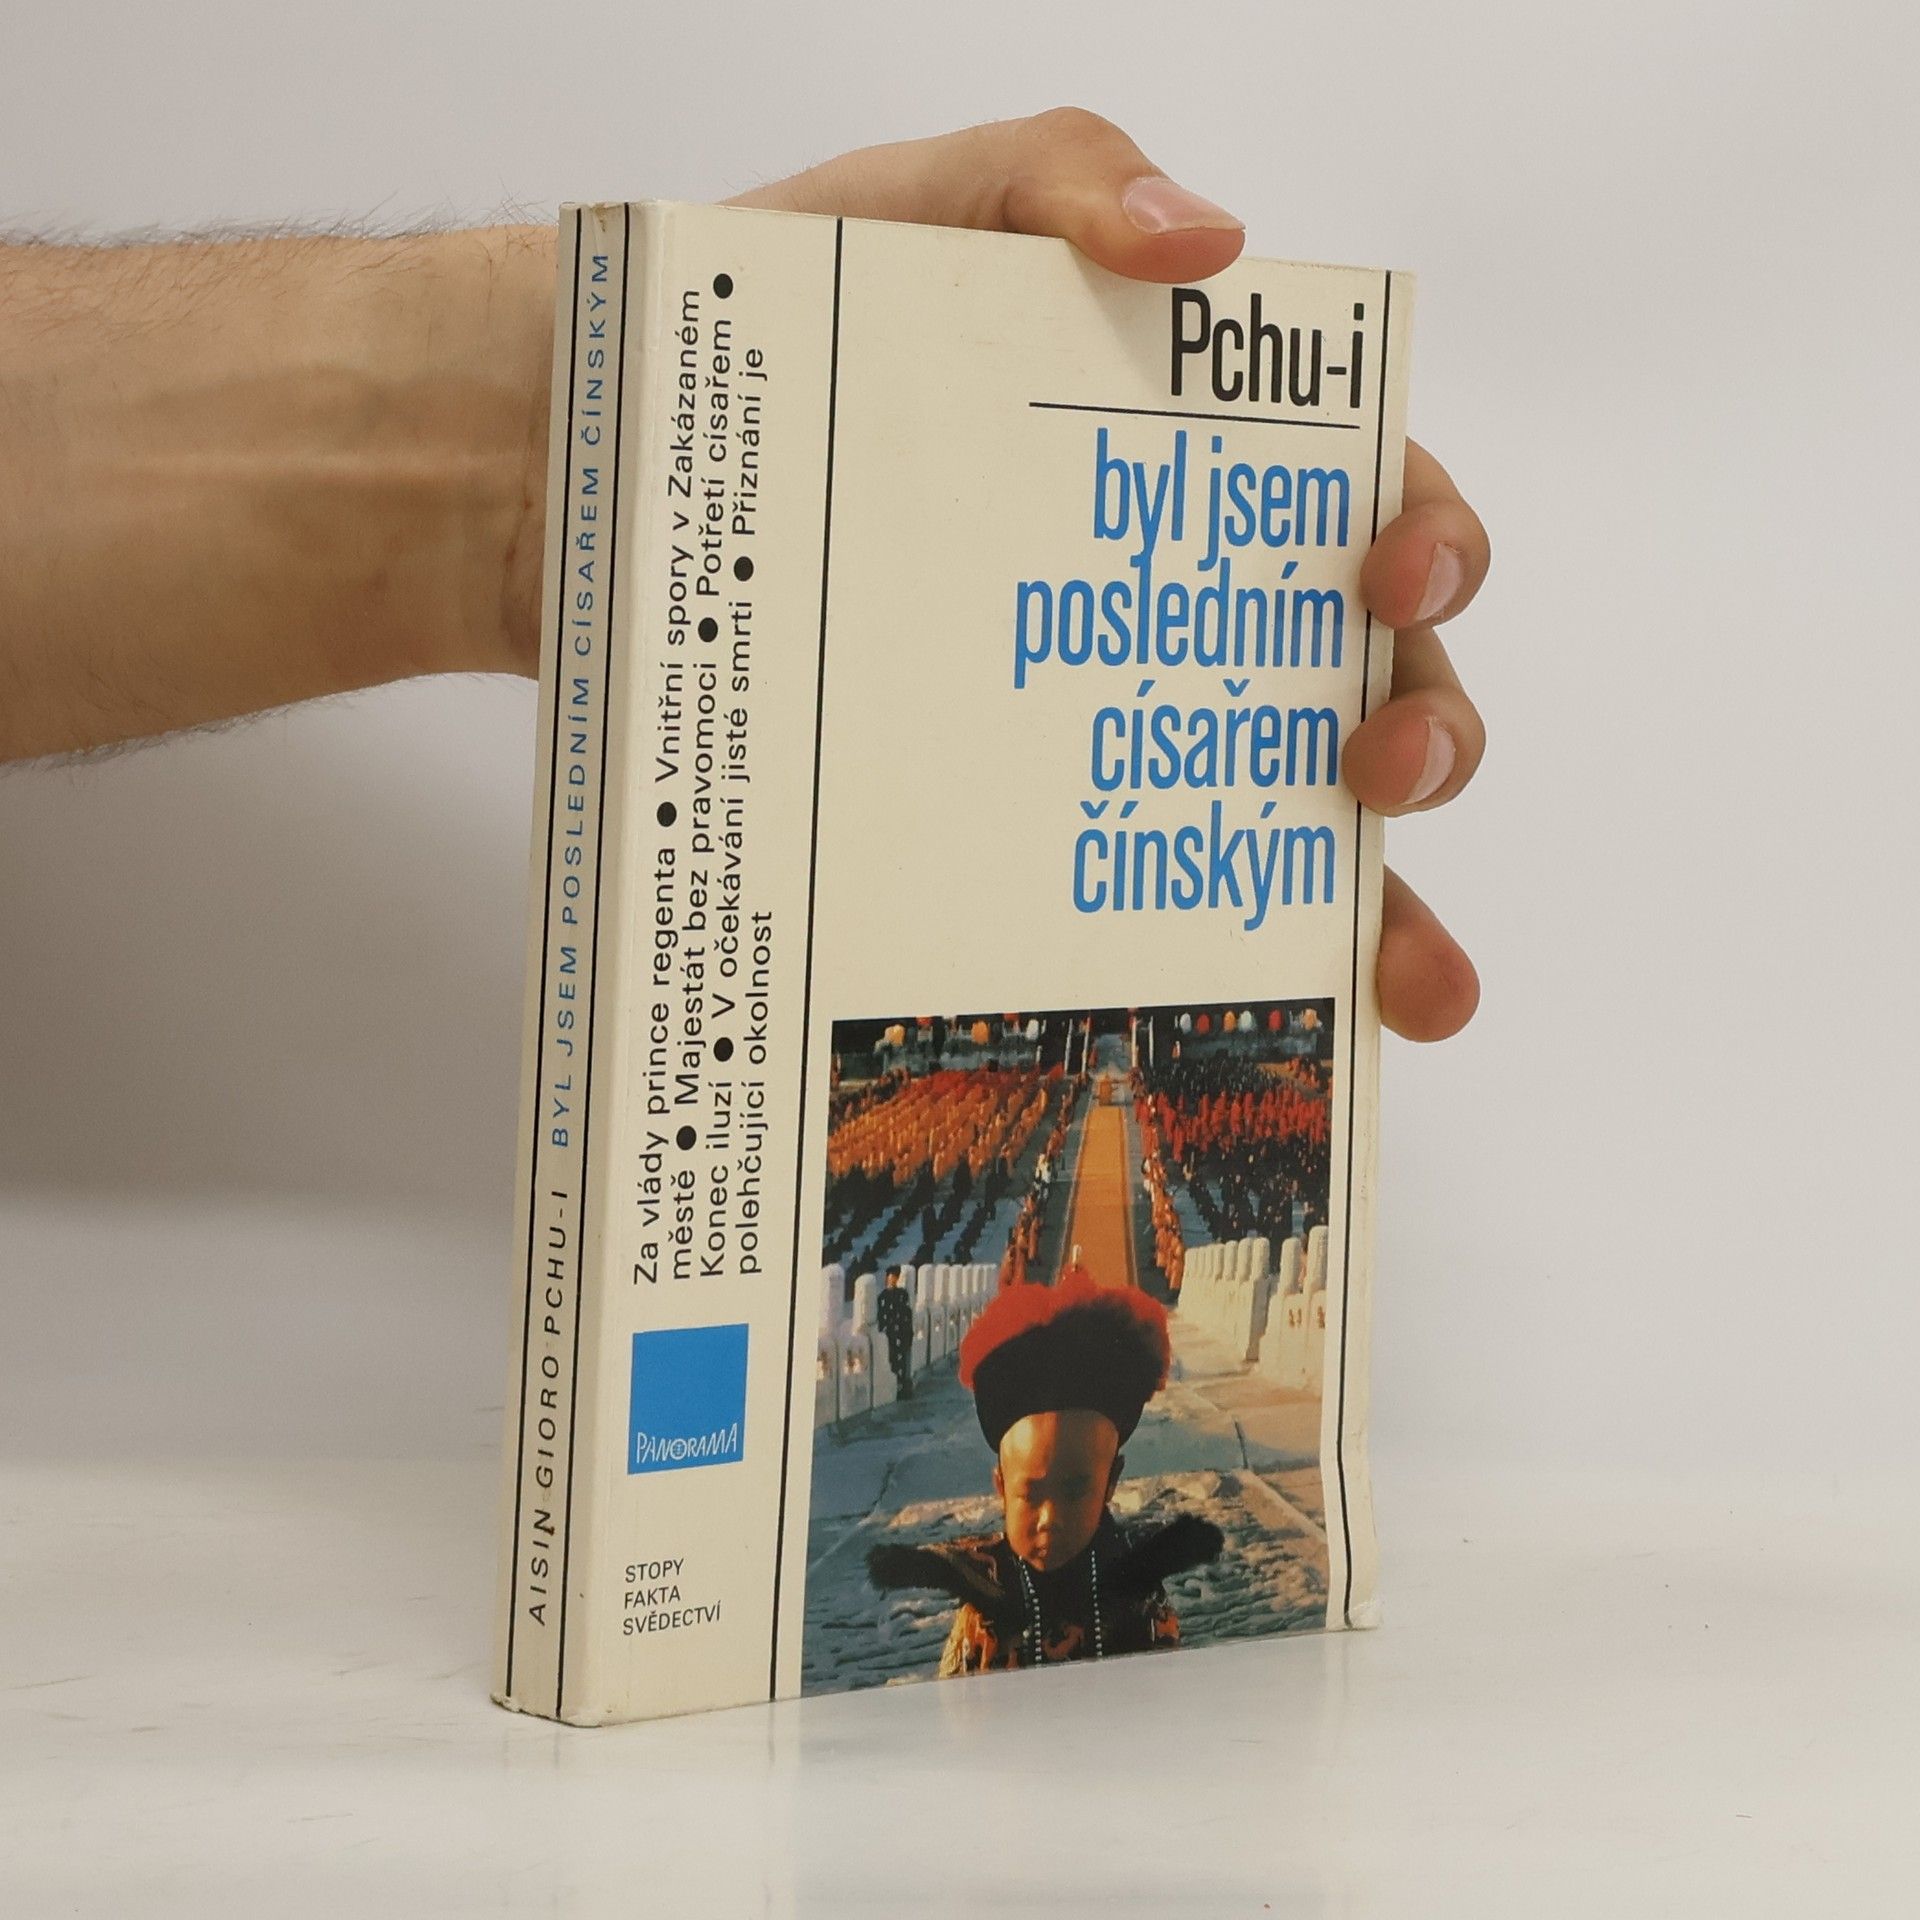 AISIN-GIORO PCHU-I BYL JSEM POSLEDNÍM CÍSAŘEM ČÍNSKÝM
Za vlády prince regenta ● Vnitřní spory v Zakázaném
městě ● Majestát bez pravomoci ● Potřetí císařem ●
Konec iluzí ● V očekávání jisté smrti ● Přiznání je
polehčující okolnost
PANORAMA
STOPY
FAKTA
SVĚDECTVÍ
Pchu-i
byl jsem
posledním
císařem
čínským